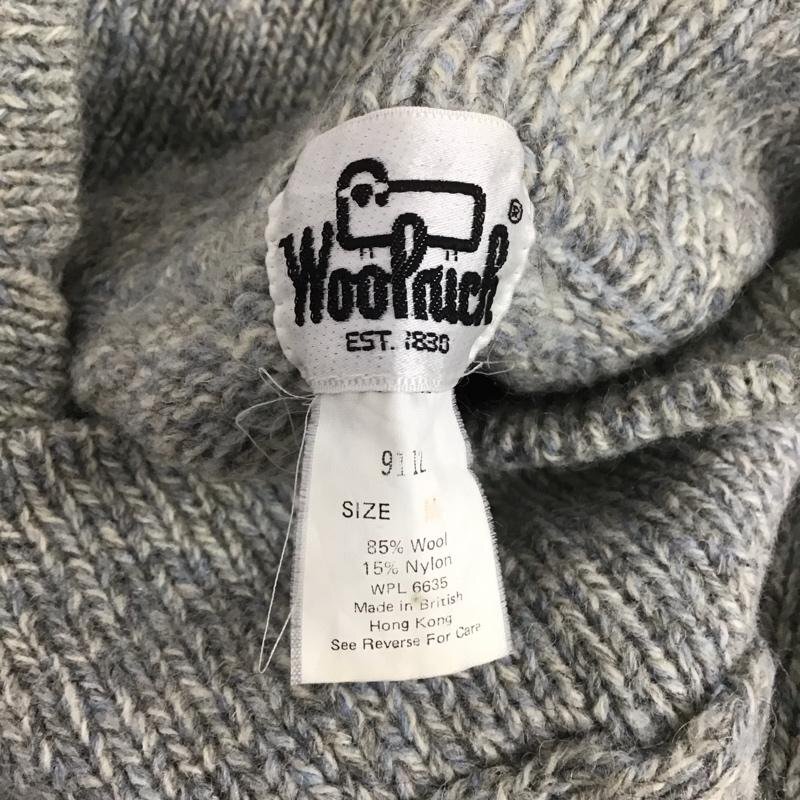 Woolrich
®
EST. 1830
SIZE
85% Wool
15% Nylon
WPL 6635
Made in British
Hong Kong
See Reverse For Care